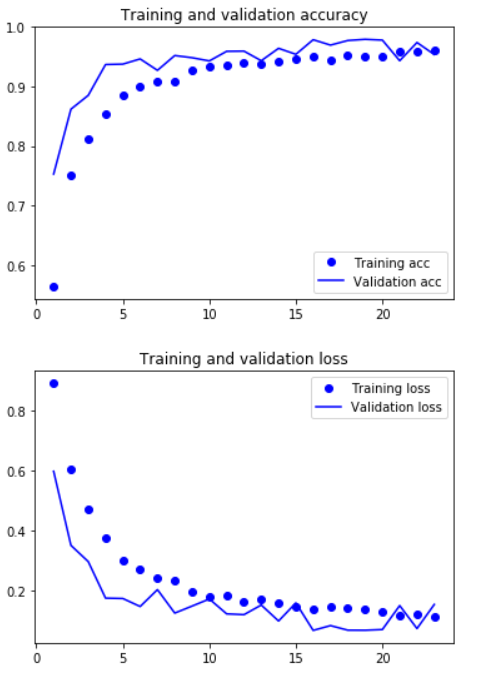 Training and validation accuracy
1.0
0.9
0.8
0.7
0.6
Training acc
Validation acc
0 5 10 15 20
Training and validation loss
Training loss
Validation loss
0.8
0.6
0.4
0.2
0 5 10 15 20